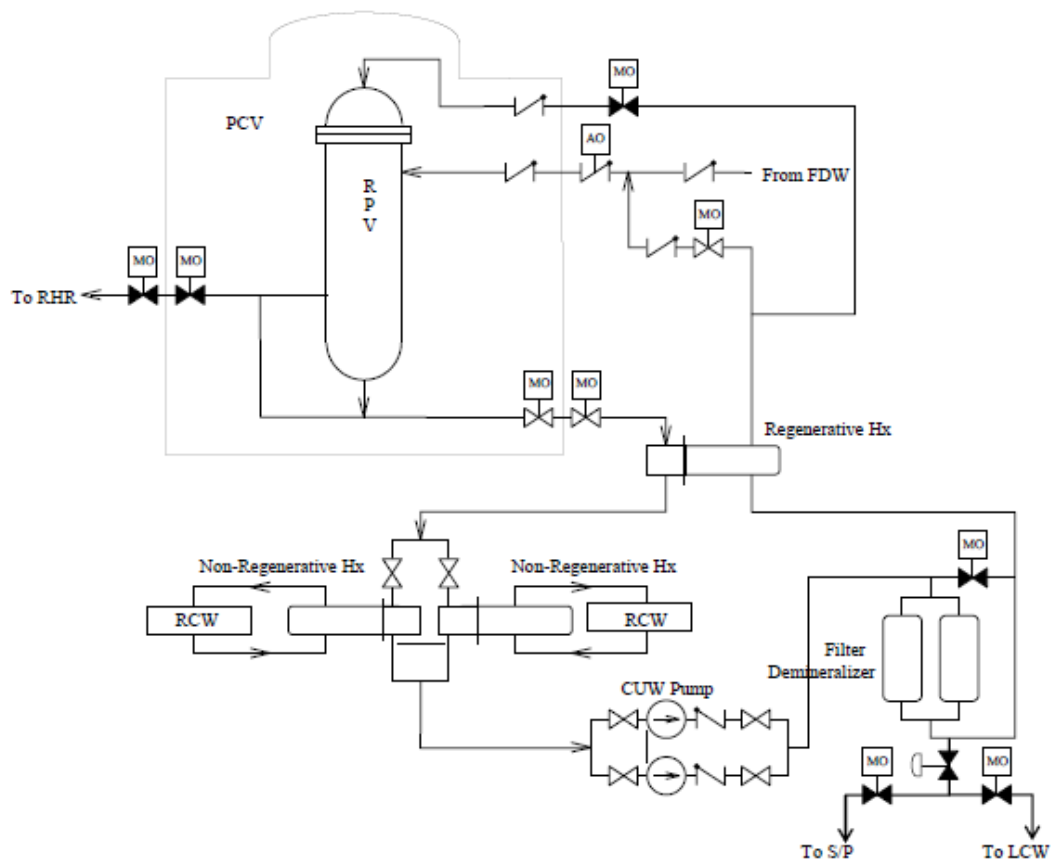 MO
PCV
AO
From FDW
R
P
V
MO
MO
MO
To RHR
MO
MO
Regenerative Hx
MO
Non-Regenerative Hx
Non-Regenerative Hx
RCW
RCW
Filter
Demineralizer
CUW Pump
MO
MO
To S/P
To LCW